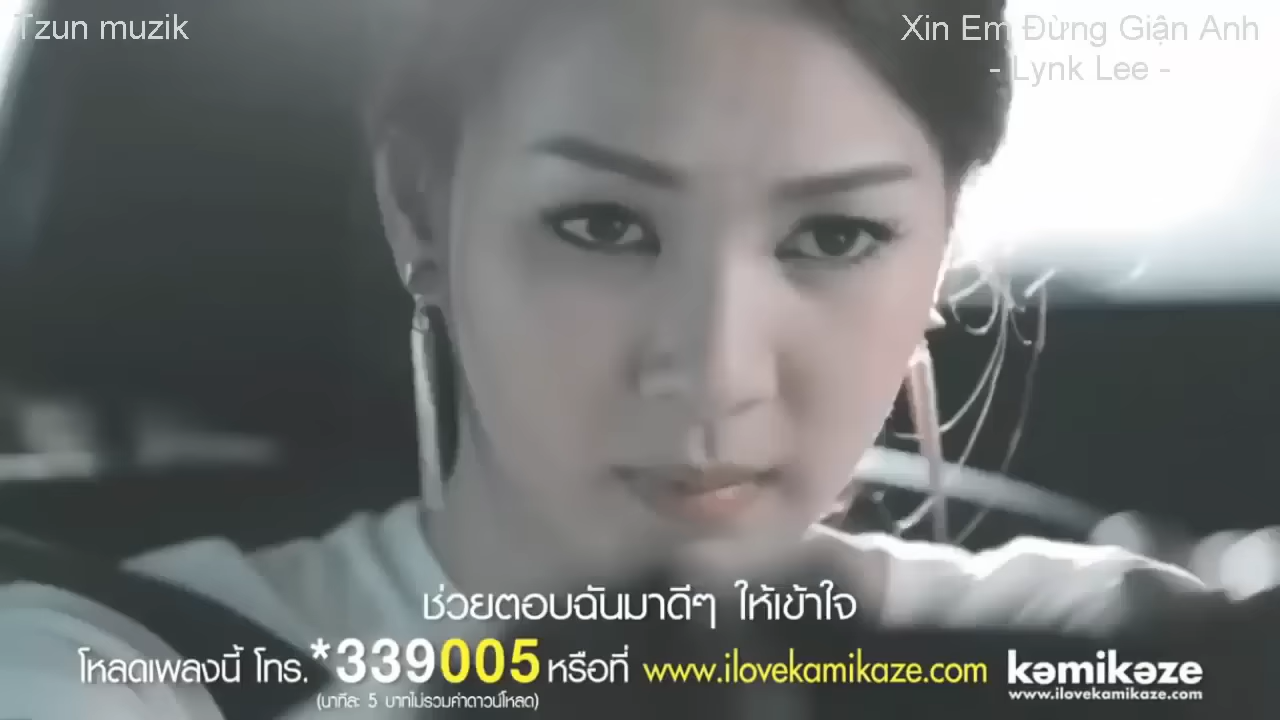 Tzun muzik
Xin Em Đừng Giận Anh
- Lynk Lee -
ช่วยตอบฉันมาดีๆ ให้เข้าใจ
โหลดเพลงนี้ โทร. *339005 หรือที่ www.ilovekamikaze.com
(นาทีละ 5 บาทไม่รวมค่าดาวน์โหลด)
kamikaze
www.ilovekamikaze.com